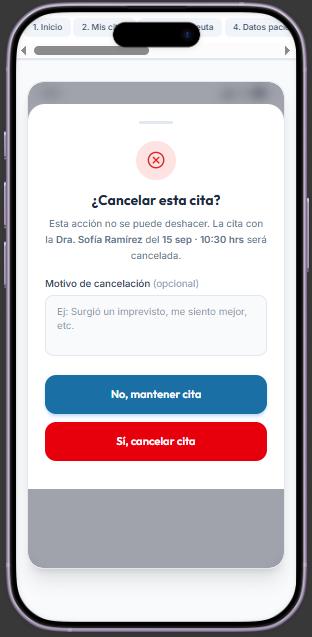 1. Inicio 2. Mis ci euta 4. Datos paci
¿Cancelar esta cita?
Esta acción no se puede deshacer. La cita con
la Dra. Sofía Ramírez del 15 sep · 10:30 hrs será
cancelada.
Motivo de cancelación (opcional)
Ej: Surgió un imprevisto, me siento mejor,
etc.
No, mantener cita
Sí, cancelar cita